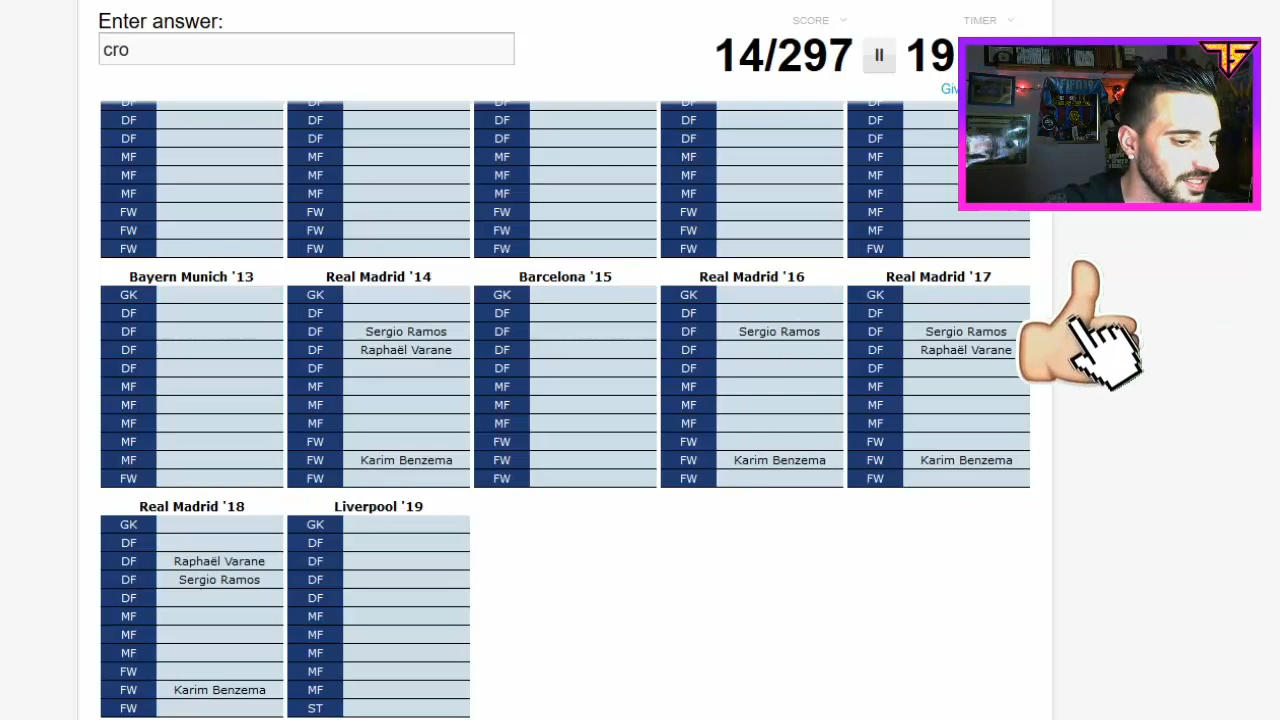 Enter answer:
cro
SCORE
TIMER
14/297
19
Giv
DF DF DF DF DF
DF DF DF DF DF
DF DF DF DF DF
MF MF MF MF MF
MF MF MF MF MF
MF MF MF MF MF
FW FW FW FW MF
FW FW FW FW MF
FW FW FW FW FW
Bayern Munich '13 Real Madrid '14 Barcelona '15 Real Madrid '16 Real Madrid '17
GK GK GK GK GK
DF DF DF DF DF
DF DF Sergio Ramos DF DF Sergio Ramos DF Sergio Ramos
DF DF Raphaël Varane DF DF DF Raphaël Varane
DF DF DF DF DF
MF MF MF MF MF
MF MF MF MF MF
MF MF MF MF MF
MF FW FW FW FW
MF FW Karim Benzema FW FW Karim Benzema FW Karim Benzema
FW FW FW FW FW
Real Madrid '18 Liverpool '19
GK GK
DF DF
DF Raphaël Varane DF
DF Sergio Ramos DF
DF DF
MF MF
MF MF
MF MF
FW MF
FW Karim Benzema MF
FW ST